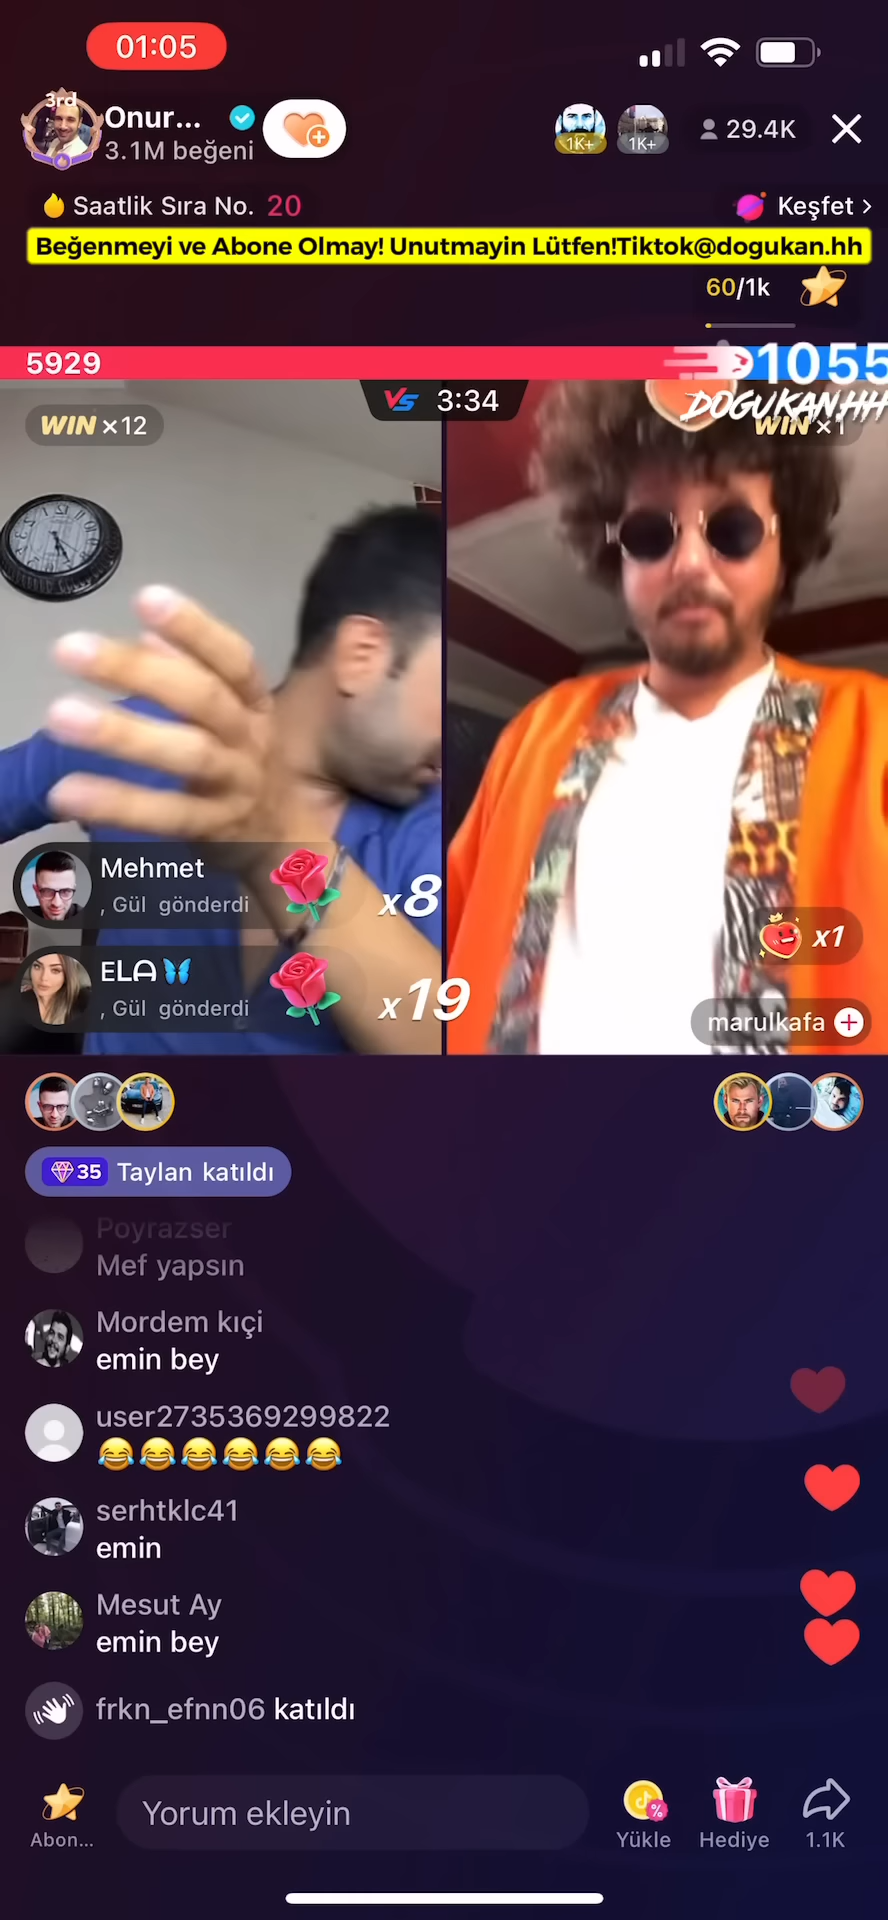 01:05
3rd
Onur...
3.1M beğeni
1K+
1K+
29.4K
Saatlik Sıra No. 20
Keşfet >
Beğenmeyi ve Abone Olmay! Unutmayin Lütfen!Tiktok@dogukan.hh
60/1k
5929
1055
VS 3:34
DOGUKAN.HH
WIN x12
WIN x1
Mehmet
, Gül gönderdi
x8
ELA🦋
, Gül gönderdi
x19
x1
marulkafa +
35 Taylan katıldı
Poyrazser
Mef yapsın
Mordem kıçi
emin bey
user2735369299822
😂😂😂😂😂😂
serhtklc41
emin
Mesut Ay
emin bey
frkn_efnn06 katıldı
Abon...
Yorum ekleyin
Yükle
Hediye
1.1K